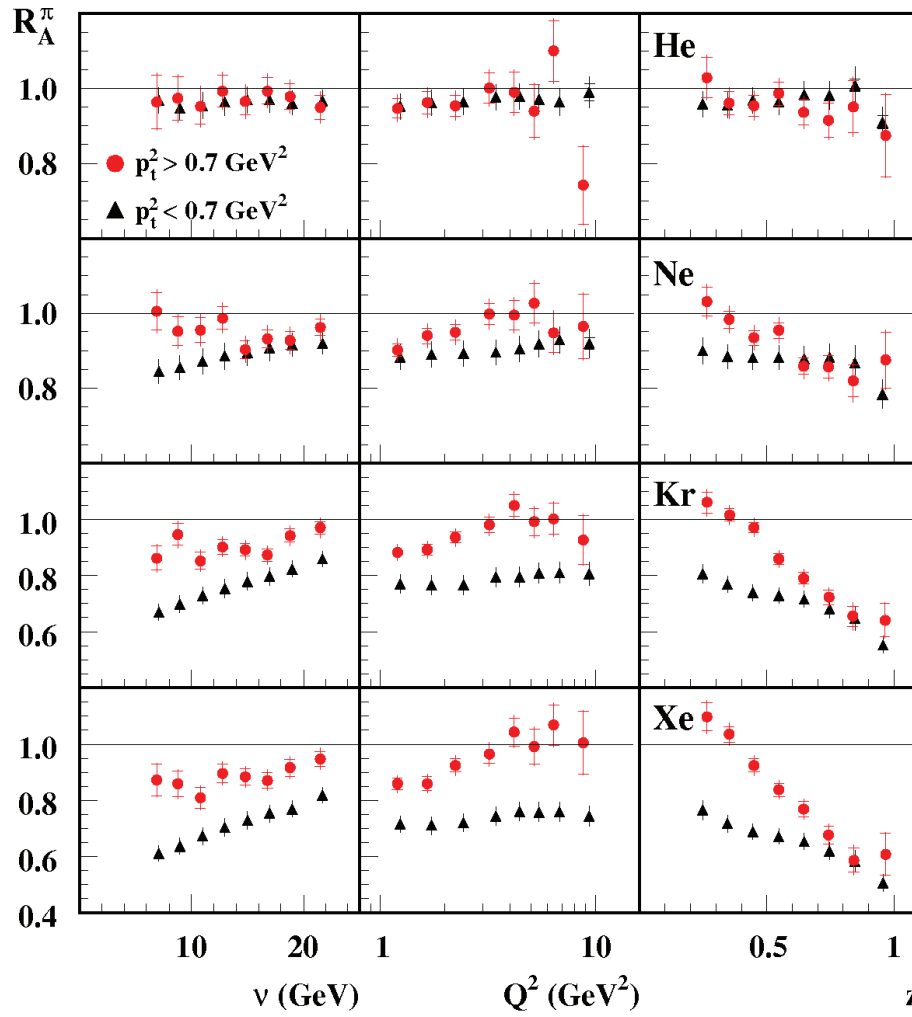 R_A^π
He
1.0
0.8
p_t^2 > 0.7 GeV^2
p_t^2 < 0.7 GeV^2
Ne
1.0
0.8
Kr
1.0
0.8
0.6
Xe
1.0
0.8
0.6
0.4
10 20 1 10 0.5 1
ν (GeV) Q^2 (GeV^2) z